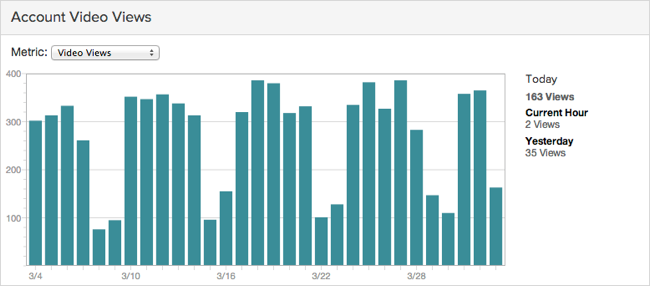 Account Video Views
Metric: Video Views
400
300
200
100
3/4 3/10 3/16 3/22 3/28
Today
163 Views
Current Hour
2 Views
Yesterday
35 Views